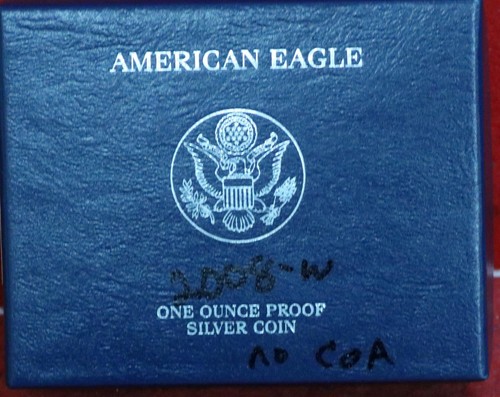 AMERICAN EAGLE
2008-W
ONE OUNCE PROOF
SILVER COIN
no COA